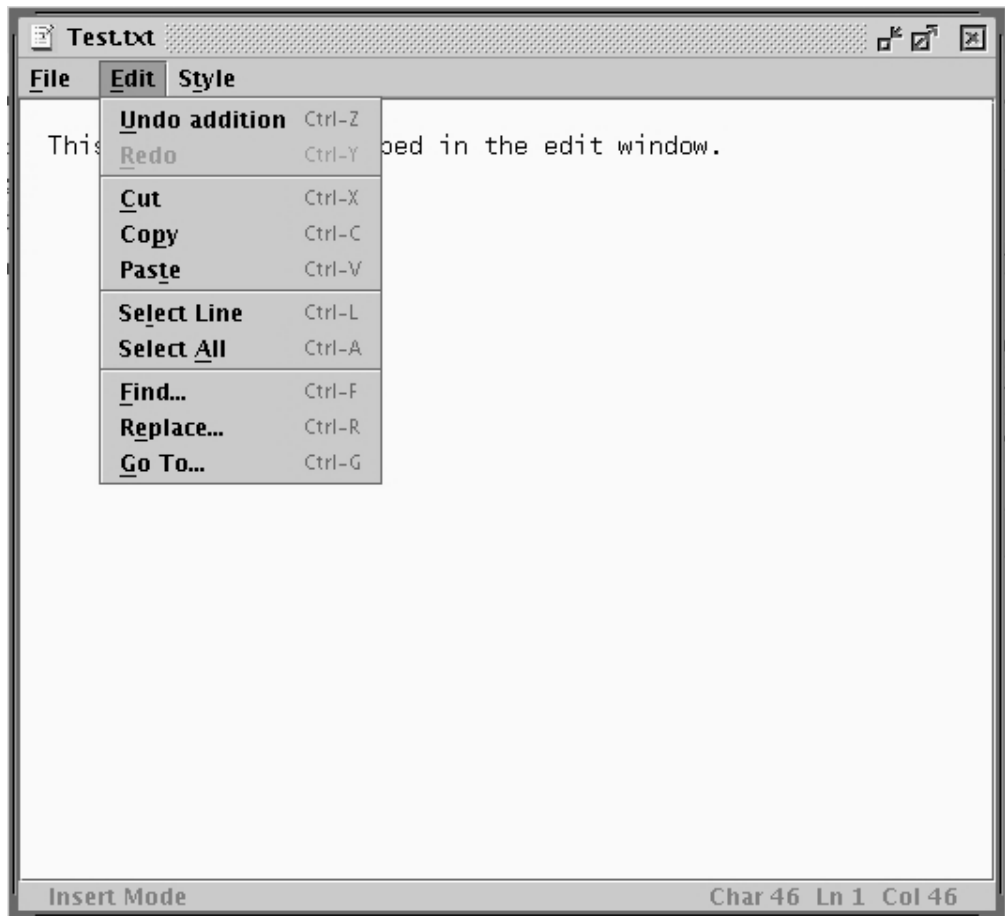 Test.txt
File Edit Style
Undo addition Ctrl-Z
This in the edit window.
Redo Ctrl-Y
Cut Ctrl-X
Copy Ctrl-C
Paste Ctrl-V
Select Line Ctrl-L
Select All Ctrl-A
Find... Ctrl-F
Replace... Ctrl-R
Go To... Ctrl-G
Insert Mode Char 46 Ln 1 Col 46